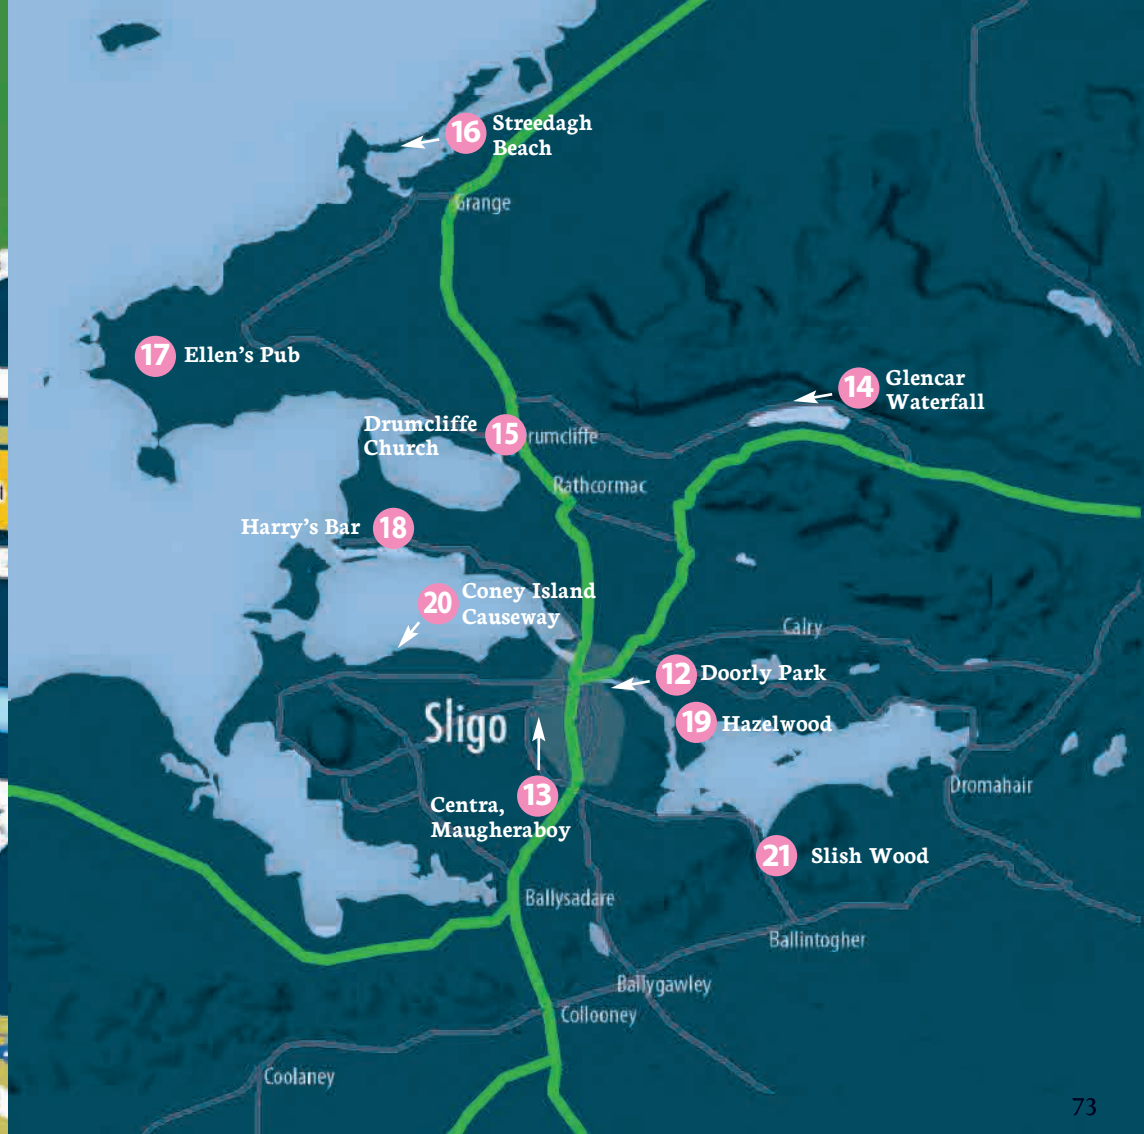 16 Streedagh
Beach
Grange
17 Ellen's Pub
14 Glencar
Waterfall
Drumcliffe
Church
15
rumcliffe
Rathcormac
Harry's Bar 18
20 Coney Island
Causeway
Calry
12 Doorly Park
Sligo
19 Hazelwood
13
Centra,
Maugheraboy
Dromahair
21 Slish Wood
Ballysadare
Ballintogher
Ballygawley
Collooney
Coolaney
73